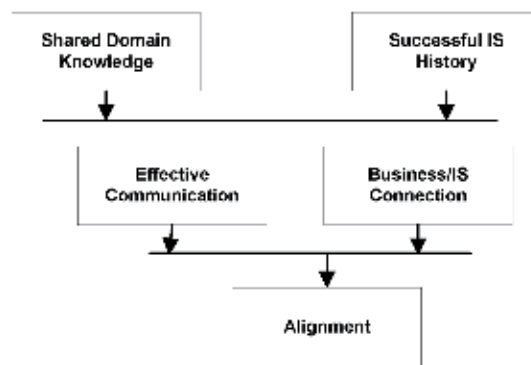 Shared Domain
Knowledge
Successful IS
History
Effective
Communication
Business/IS
Connection
Alignment